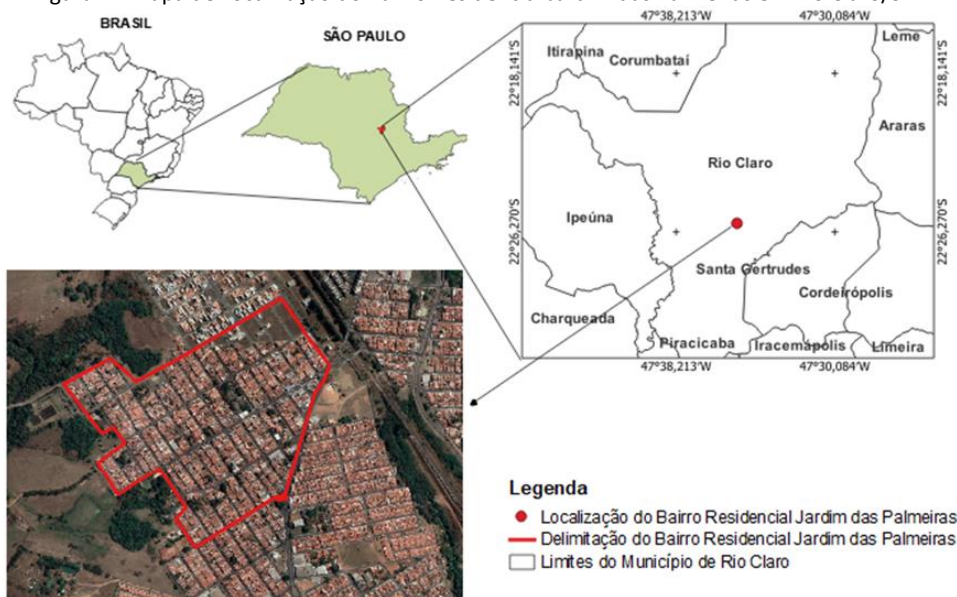 BRASIL
SÃO PAULO
47°38,213'W 47°30,084'W
22°18,141'S
22°26,270'S
Itirapina
Corumbataí
Leme
Araras
Rio Claro
Ipeúna
Santa Gertrudes
Cordeirópolis
Charqueada
Piracicaba
Iracemápolis
Limeira
22°18,141'S
22°26,270'S
47°38,213'W 47°30,084'W
Legenda
Localização do Bairro Residencial Jardim das Palmeiras
Delimitação do Bairro Residencial Jardim das Palmeiras
Limites do Município de Rio Claro